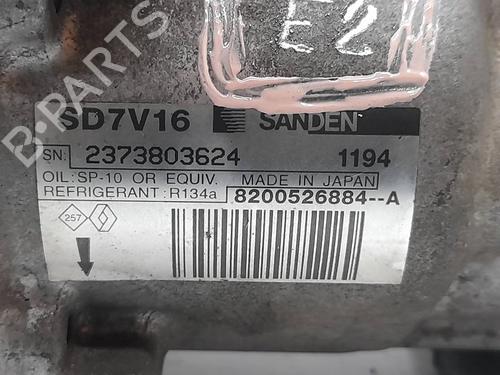 E2
B-PARTS
SD7V16 SANDEN
SN: 2373803624 1194
OIL:SP-10 OR EQUIV. MADE IN JAPAN
REFRIGERANT:R134a 8200526884--A
257